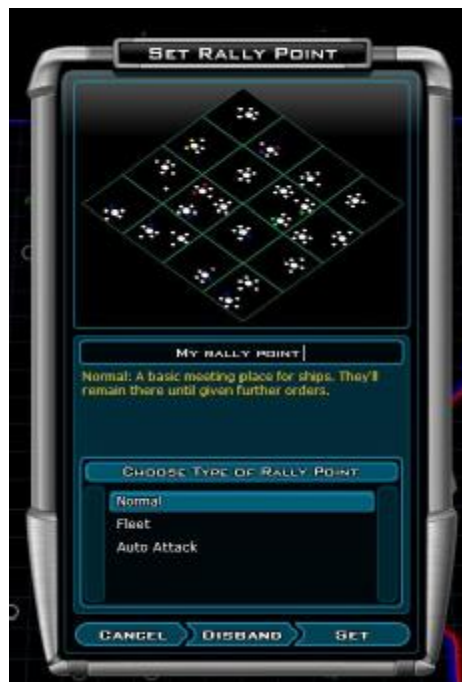 SET RALLY POINT
MY RALLY POINT
Normal: A basic meeting place for ships. They'll
remain there until given further orders.
CHOOSE TYPE OF RALLY POINT
Normal
Fleet
Auto Attack
CANCEL DISBAND SET